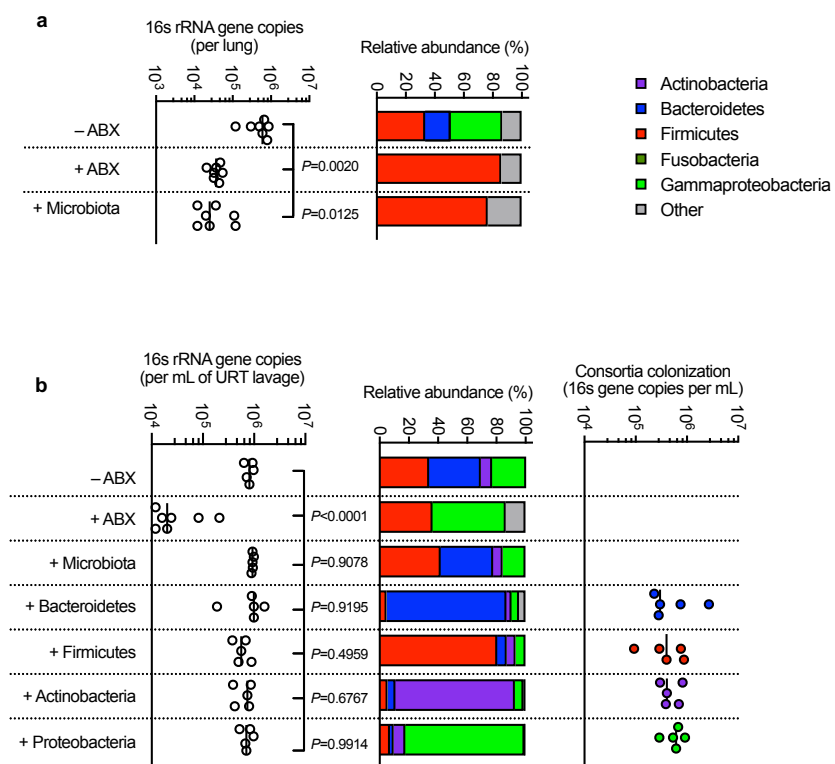 a
16s rRNA gene copies
(per lung)
10³ 10⁴ 10⁵ 10⁶ 10⁷
Relative abundance (%)
0 20 40 60 80 100
– ABX
+ ABX
+ Microbiota
P=0.0020
P=0.0125
Actinobacteria
Bacteroidetes
Firmicutes
Fusobacteria
Gammaproteobacteria
Other
b
16s rRNA gene copies
(per mL of URT lavage)
10⁴ 10⁵ 10⁶ 10⁷
Relative abundance (%)
0 20 40 60 80 100
Consortia colonization
(16s gene copies per mL)
10⁴ 10⁵ 10⁶ 10⁷
– ABX
+ ABX
P<0.0001
+ Microbiota
P=0.9078
+ Bacteroidetes
P=0.9195
+ Firmicutes
P=0.4959
+ Actinobacteria
P=0.6767
+ Proteobacteria
P=0.9914